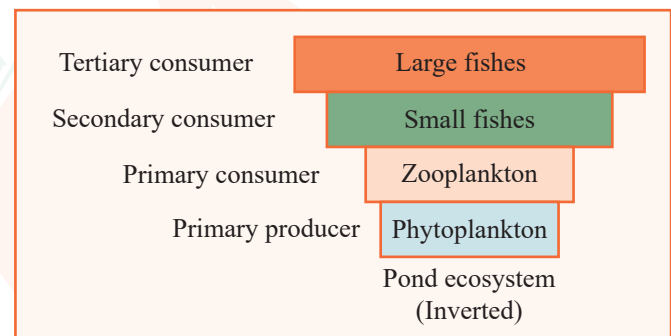 Tertiary consumer Large fishes
Secondary consumer Small fishes
Primary consumer Zooplankton
Primary producer Phytoplankton
Pond ecosystem
(Inverted)